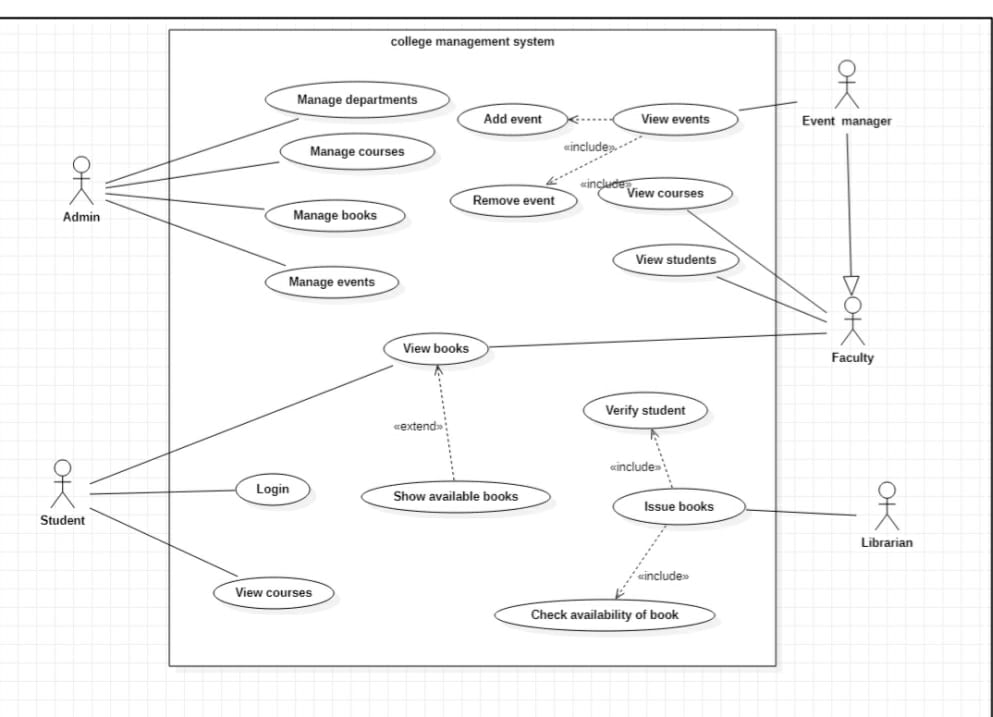 college management system
Manage departments
Add event
View events
Event manager
Manage courses
«include»
Admin
Manage books
Remove event
«include»
View courses
Manage events
View students
View books
Faculty
Verify student
«extend»
«include»
Student
Login
Show available books
Issue books
Librarian
View courses
«include»
Check availability of book